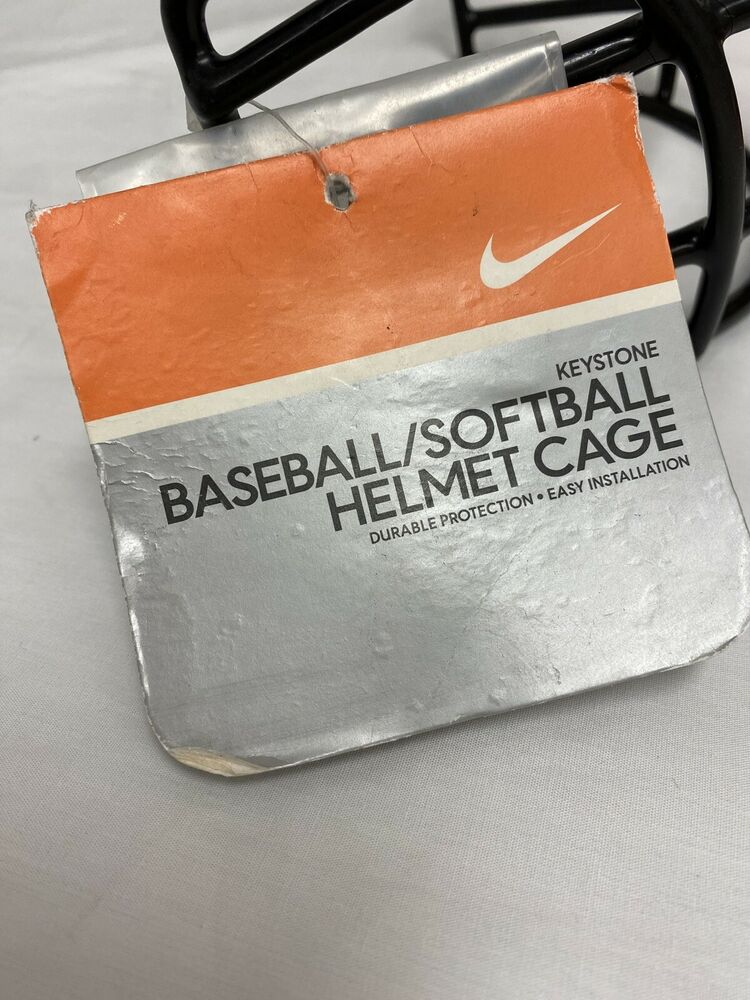 KEYSTONE
BASEBALL/SOFTBALL
HELMET CAGE
DURABLE PROTECTION • EASY INSTALLATION